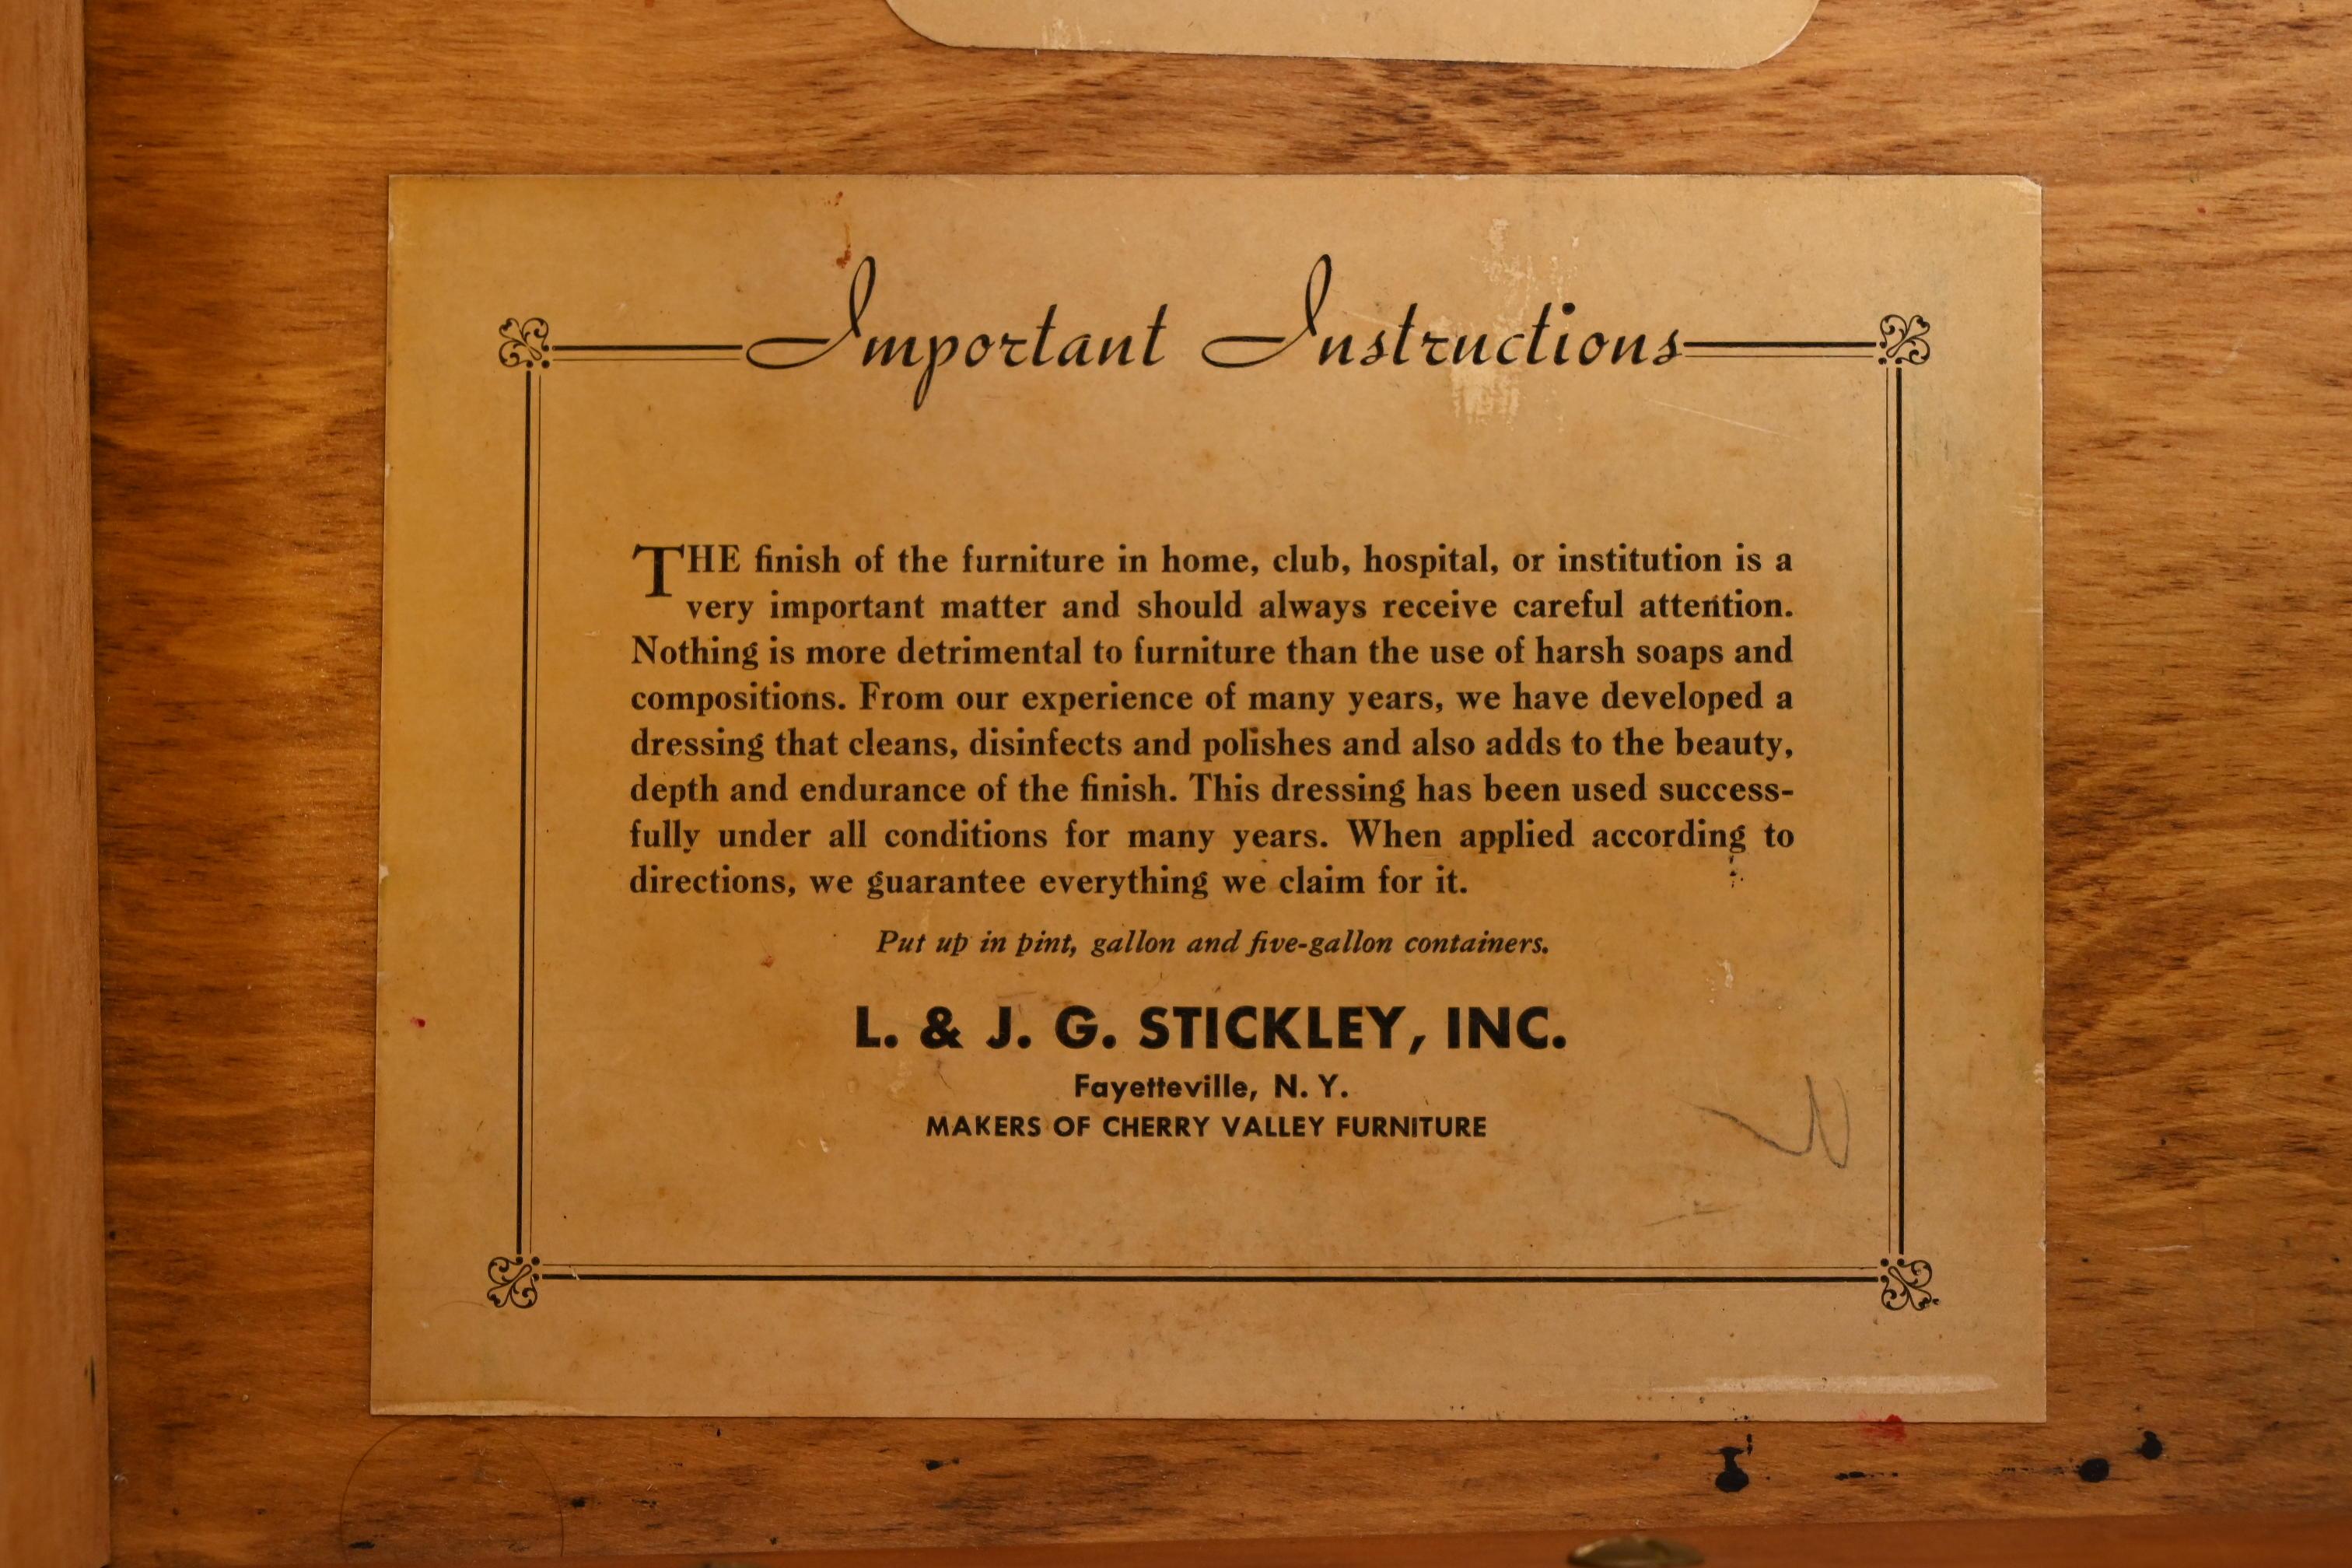 Important Instructions
THE finish of the furniture in home, club, hospital, or institution is a
very important matter and should always receive careful attention.
Nothing is more detrimental to furniture than the use of harsh soaps and
compositions. From our experience of many years, we have developed a
dressing that cleans, disinfects and polishes and also adds to the beauty,
depth and endurance of the finish. This dressing has been used success-
fully under all conditions for many years. When applied according to
directions, we guarantee everything we claim for it.
Put up in pint, gallon and five-gallon containers.
L. & J. G. STICKLEY, INC.
Fayetteville, N. Y.
MAKERS OF CHERRY VALLEY FURNITURE